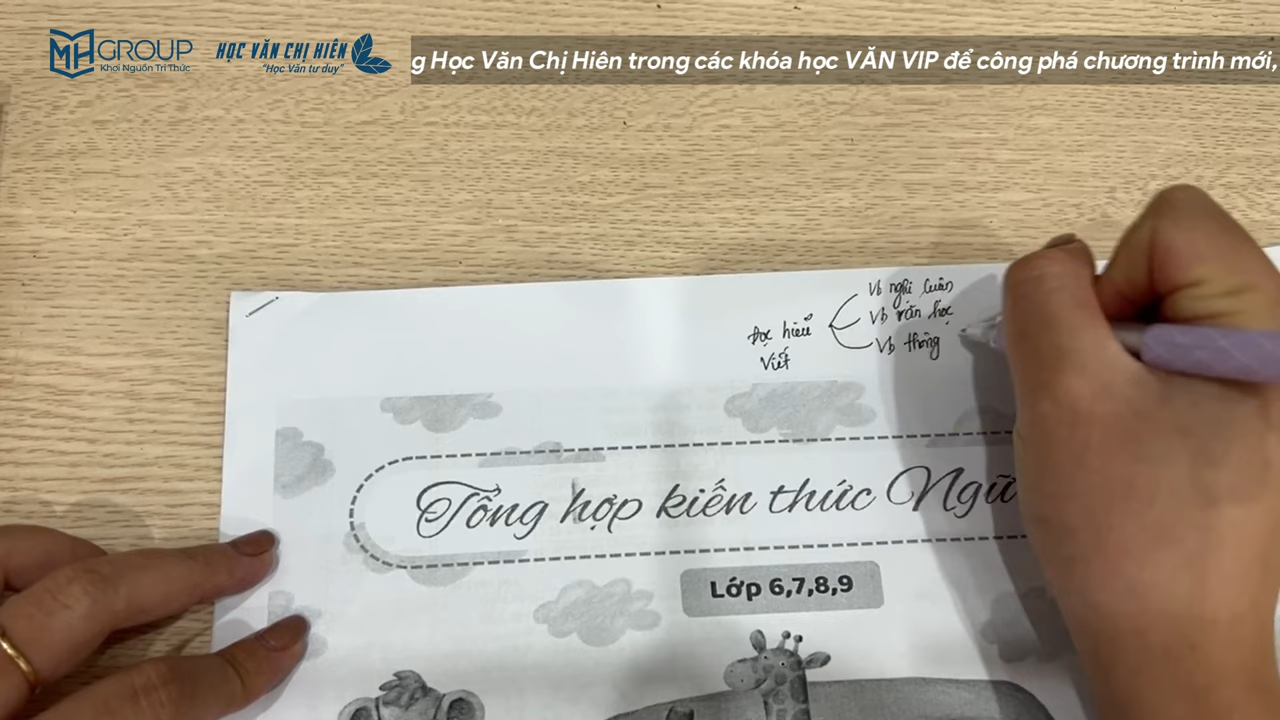 MH GROUP
Khơi Nguồn Tri Thức
HỌC VĂN CHỊ HIÊN
“Học Văn tư duy”
g Học Văn Chị Hiên trong các khóa học VĂN VIP để công phá chương trình mới,
Đọc hiểu
Viết
Vb nghị luận
Vb văn học
Vb thông
Tổng hợp kiến thức Ngữ
Lớp 6,7,8,9